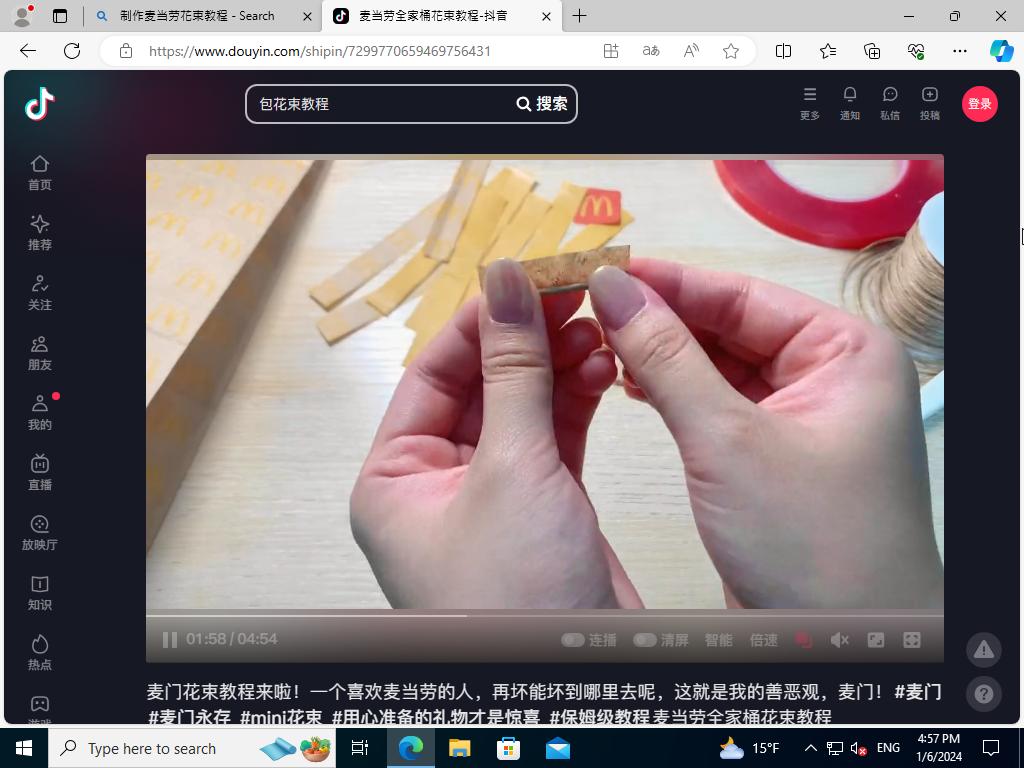 制作麦当劳花束教程 - Search
麦当劳全家桶花束教程-抖音
https://www.douyin.com/shipin/7299770659469756431
包花束教程
搜索
更多
通知
私信
投稿
登录
首页
推荐
关注
朋友
我的
直播
放映厅
知识
热点
01:58 / 04:54
连播
清屏
智能
倍速
麦门花束教程来啦！一个喜欢麦当劳的人，再坏能坏到哪里去呢，这就是我的善恶观，麦门！ #麦门
#麦门永存 #mini花束 #用心准备的礼物才是惊喜 #保姆级教程 麦当劳全家桶花束教程
Type here to search
15°F
ENG
4:57 PM
1/6/2024